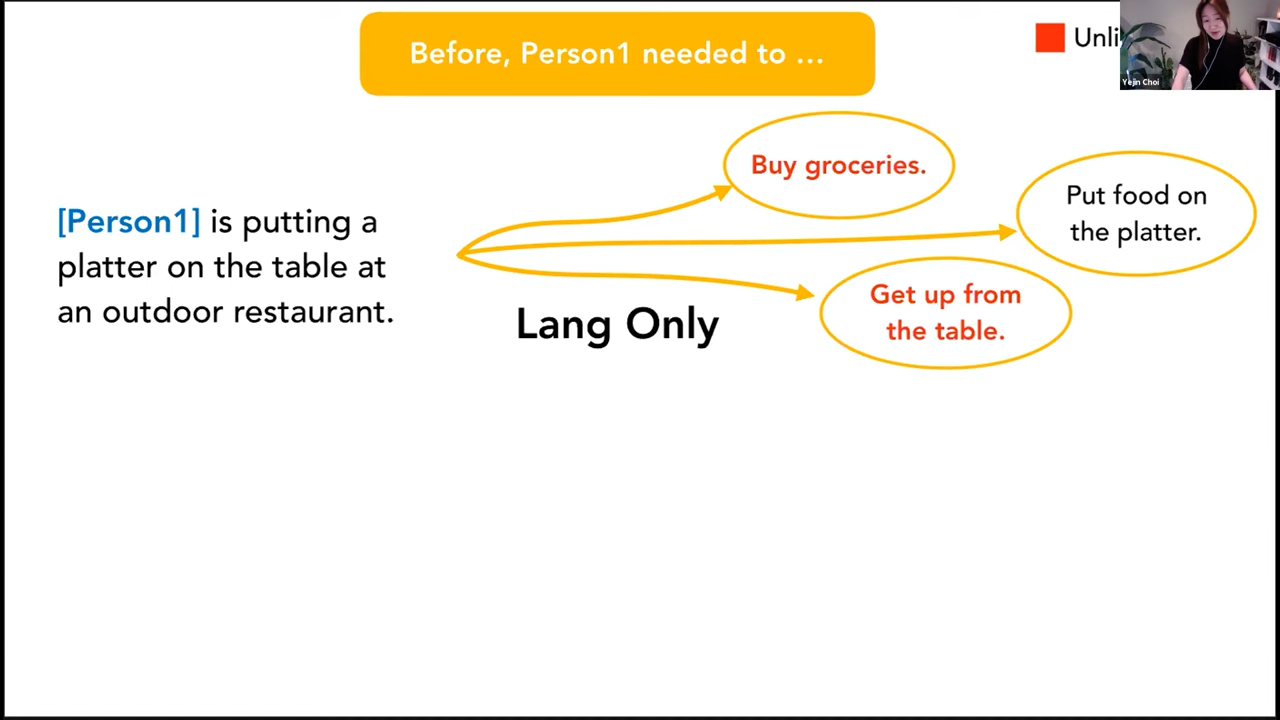 Before, Person1 needed to ...
Yejin Choi
Buy groceries.
Put food on
the platter.
[Person1] is putting a
platter on the table at
an outdoor restaurant.
Get up from
the table.
Lang Only